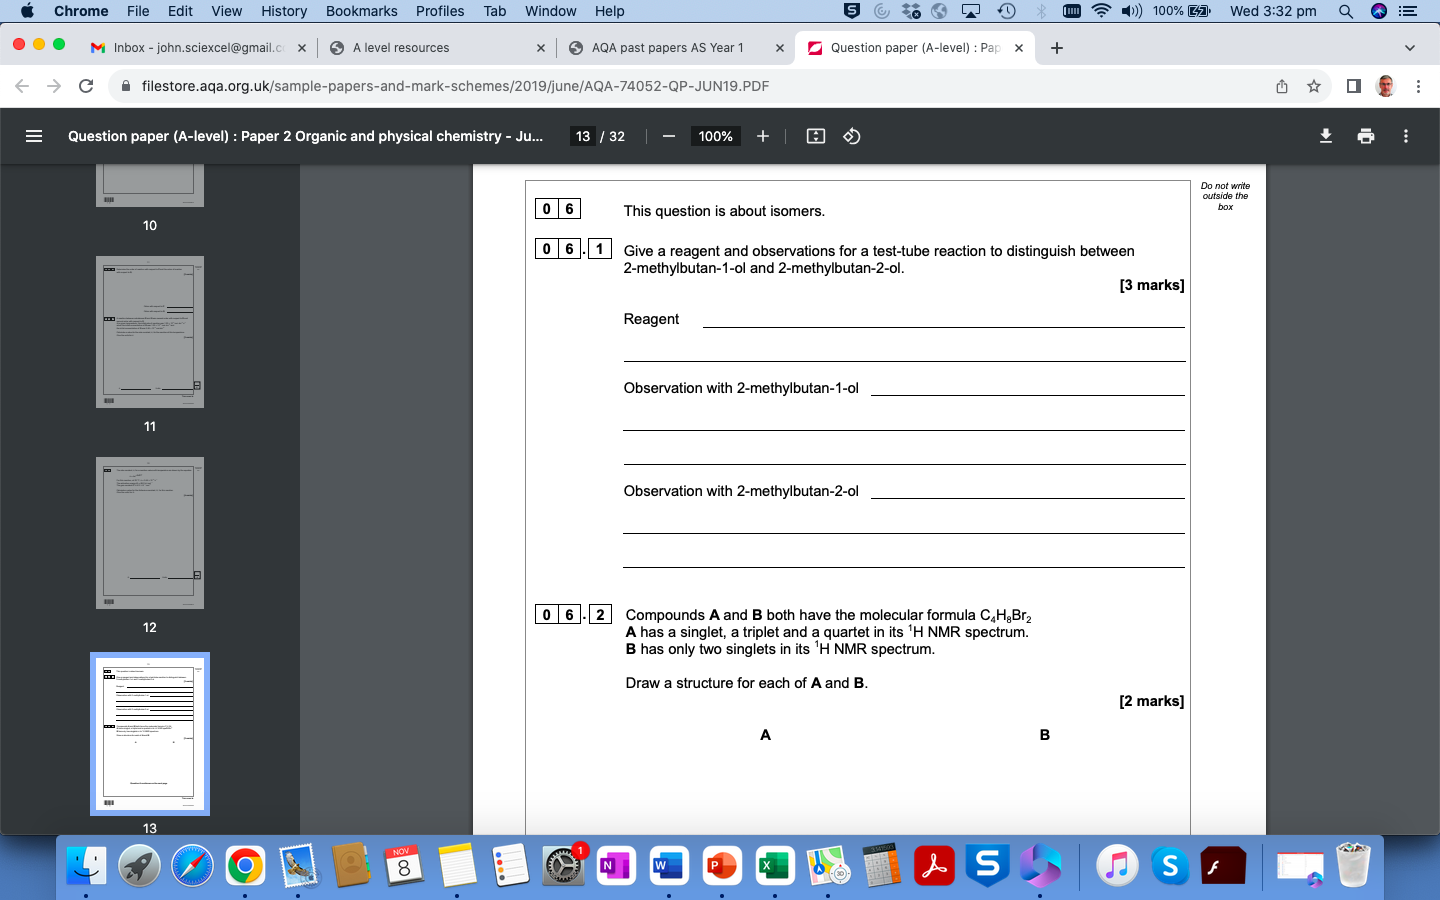 Chrome File Edit View History Bookmarks Profiles Tab Window Help 100% Wed 3:32 pm
Inbox - john.sciexcel@gmail.c
A level resources
AQA past papers AS Year 1
Question paper (A-level) : Pap
filestore.aqa.org.uk/sample-papers-and-mark-schemes/2019/june/AQA-74052-QP-JUN19.PDF
Question paper (A-level) : Paper 2 Organic and physical chemistry - Ju... 13 / 32 100%
10
11
12
13
Do not write
outside the
box
0 6 This question is about isomers.
0 6 . 1 Give a reagent and observations for a test-tube reaction to distinguish between
2-methylbutan-1-ol and 2-methylbutan-2-ol.
[3 marks]
Reagent
Observation with 2-methylbutan-1-ol
Observation with 2-methylbutan-2-ol
0 6 . 2 Compounds A and B both have the molecular formula C₄H₈Br₂
A has a singlet, a triplet and a quartet in its ¹H NMR spectrum.
B has only two singlets in its ¹H NMR spectrum.
Draw a structure for each of A and B.
[2 marks]
A B
NOV
8
1